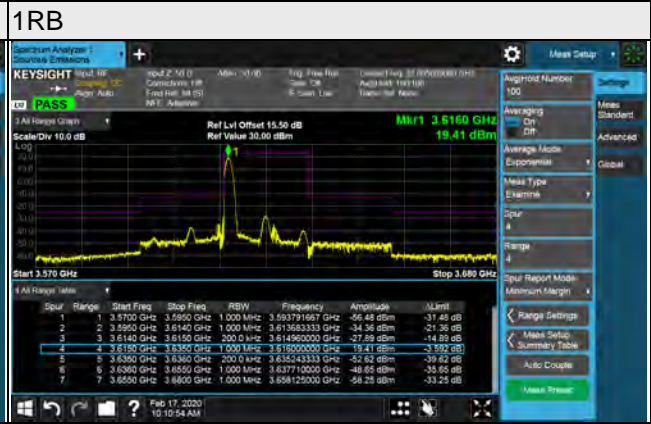 1RB
Spectrum Analyzer 1
Spurious Emissions
+
Meas Setup
KEYSIGHT
Input: RF
Align: Auto
LXI PASS
3 All Range Graph
Scale/Div 10.0 dB
Ref Lvl Offset 15.50 dB
Ref Value 30.00 dBm
Mkr1 3.6160 GHz
19.41 dBm
Log
1
Start 3.570 GHz
Stop 3.680 GHz
4 All Range Table
Spur Range Start Freq Stop Freq RBW Frequency Amplitude ΔLimit
1 1 3.5700 GHz 3.5950 GHz 1.000 MHz 3.593791667 GHz -56.48 dBm -31.48 dB
2 2 3.5950 GHz 3.6140 GHz 1.000 MHz 3.613683333 GHz -34.36 dBm -21.36 dB
3 3 3.6140 GHz 3.6150 GHz 200.0 kHz 3.614960000 GHz -27.89 dBm -14.89 dB
4 4 3.6150 GHz 3.6350 GHz 1.000 MHz 3.616000000 GHz 19.41 dBm -3.592 dB
5 5 3.6350 GHz 3.6360 GHz 200.0 kHz 3.635243333 GHz -52.62 dBm -39.62 dB
6 6 3.6360 GHz 3.6550 GHz 1.000 MHz 3.637710000 GHz -48.65 dBm -35.65 dB
7 7 3.6550 GHz 3.6800 GHz 1.000 MHz 3.658125000 GHz -58.25 dBm -33.25 dB
Avg|Hold Number
100
Averaging
On
Off
Average Mode
Exponential
Meas Type
Examine
Spur
4
Range
4
Spur Report Mode
Minimum Margin
Range Settings
Meas Setup
Summary Table
Auto Couple
Meas Preset
Settings
Meas
Standard
Advanced
Global
?
Feb 17, 2020
10:10:54 AM